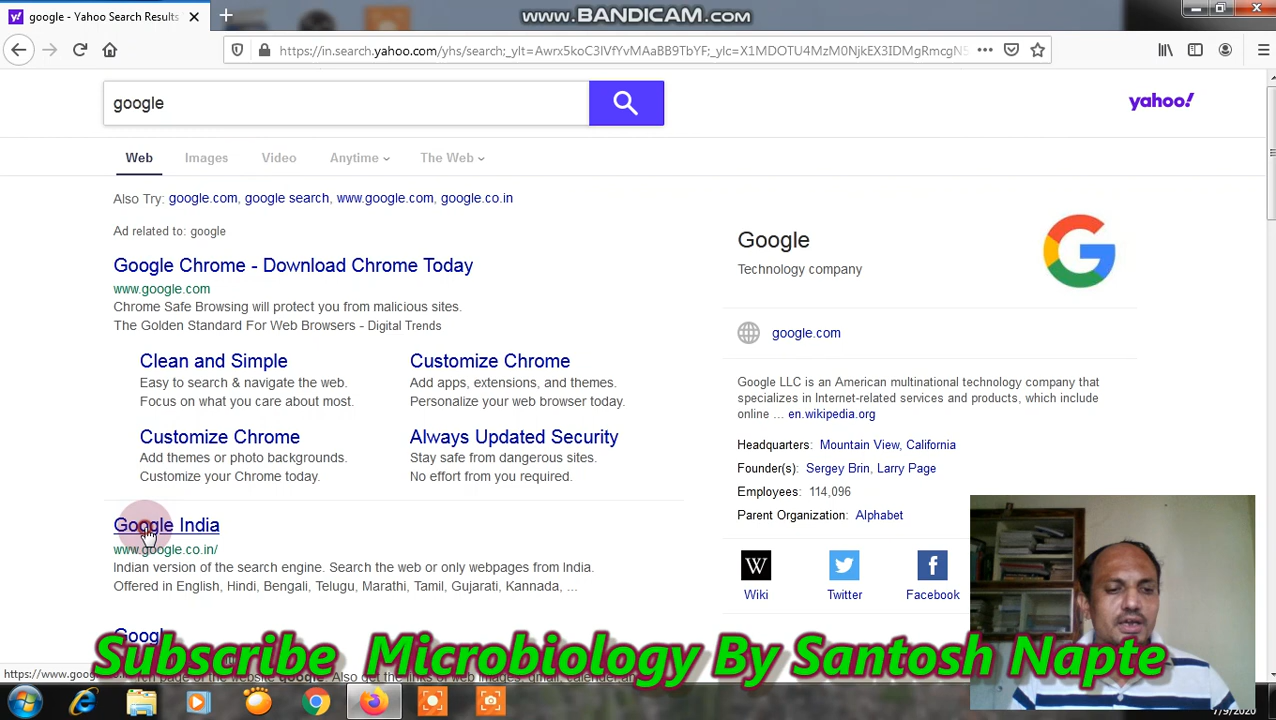 google - Yahoo Search Results
WWW.BANDICAM.COM
https://in.search.yahoo.com/yhs/search;_ylt=Awrx5koC3lVfYvMAaBB9TbYF;_ylc=X1MDOTU4MzM0NjkEX3IDMgRmcgN5
google
yahoo!
Web Images Video Anytime The Web
Also Try: google.com, google search, www.google.com, google.co.in
Ad related to: google
Google Chrome - Download Chrome Today
www.google.com
Chrome Safe Browsing will protect you from malicious sites.
The Golden Standard For Web Browsers - Digital Trends
Clean and Simple
Easy to search & navigate the web.
Focus on what you care about most.
Customize Chrome
Add apps, extensions, and themes.
Personalize your web browser today.
Customize Chrome
Add themes or photo backgrounds.
Customize your Chrome today.
Always Updated Security
Stay safe from dangerous sites.
No effort from you required.
Google India
www.google.co.in/
Indian version of the search engine. Search the web or only webpages from India.
Offered in English, Hindi, Bengali, Telugu, Marathi, Tamil, Gujarati, Kannada, ...
Google
Technology company
google.com
Google LLC is an American multinational technology company that
specializes in Internet-related services and products, which include
online ... en.wikipedia.org
Headquarters: Mountain View, California
Founder(s): Sergey Brin, Larry Page
Employees: 114,096
Parent Organization: Alphabet
W
Wiki Twitter Facebook
Subscribe Microbiology By Santosh Napte
https://www.goog
7/9/2020